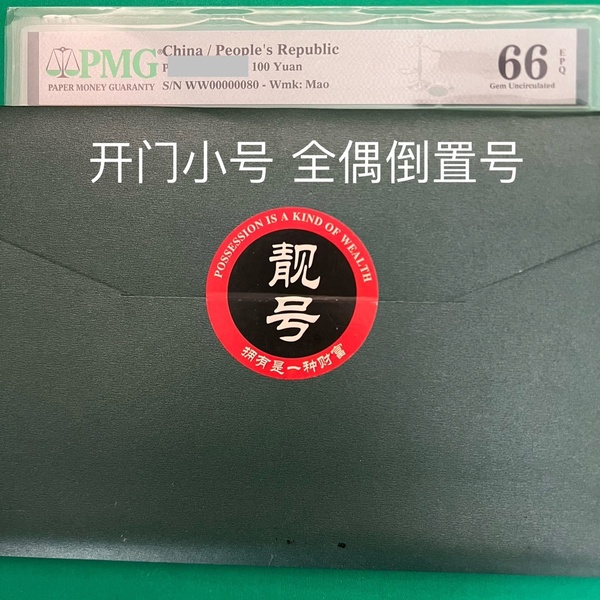 PMG
PAPER MONEY GUARANTY
China / People's Republic
P 100 Yuan
S/N WW00000080 - Wmk: Mao
66 EPQ
Gem Uncirculated
开门小号 全偶倒置号
POSSESSION IS A KIND OF WEALTH
靓号
拥有是一种财富